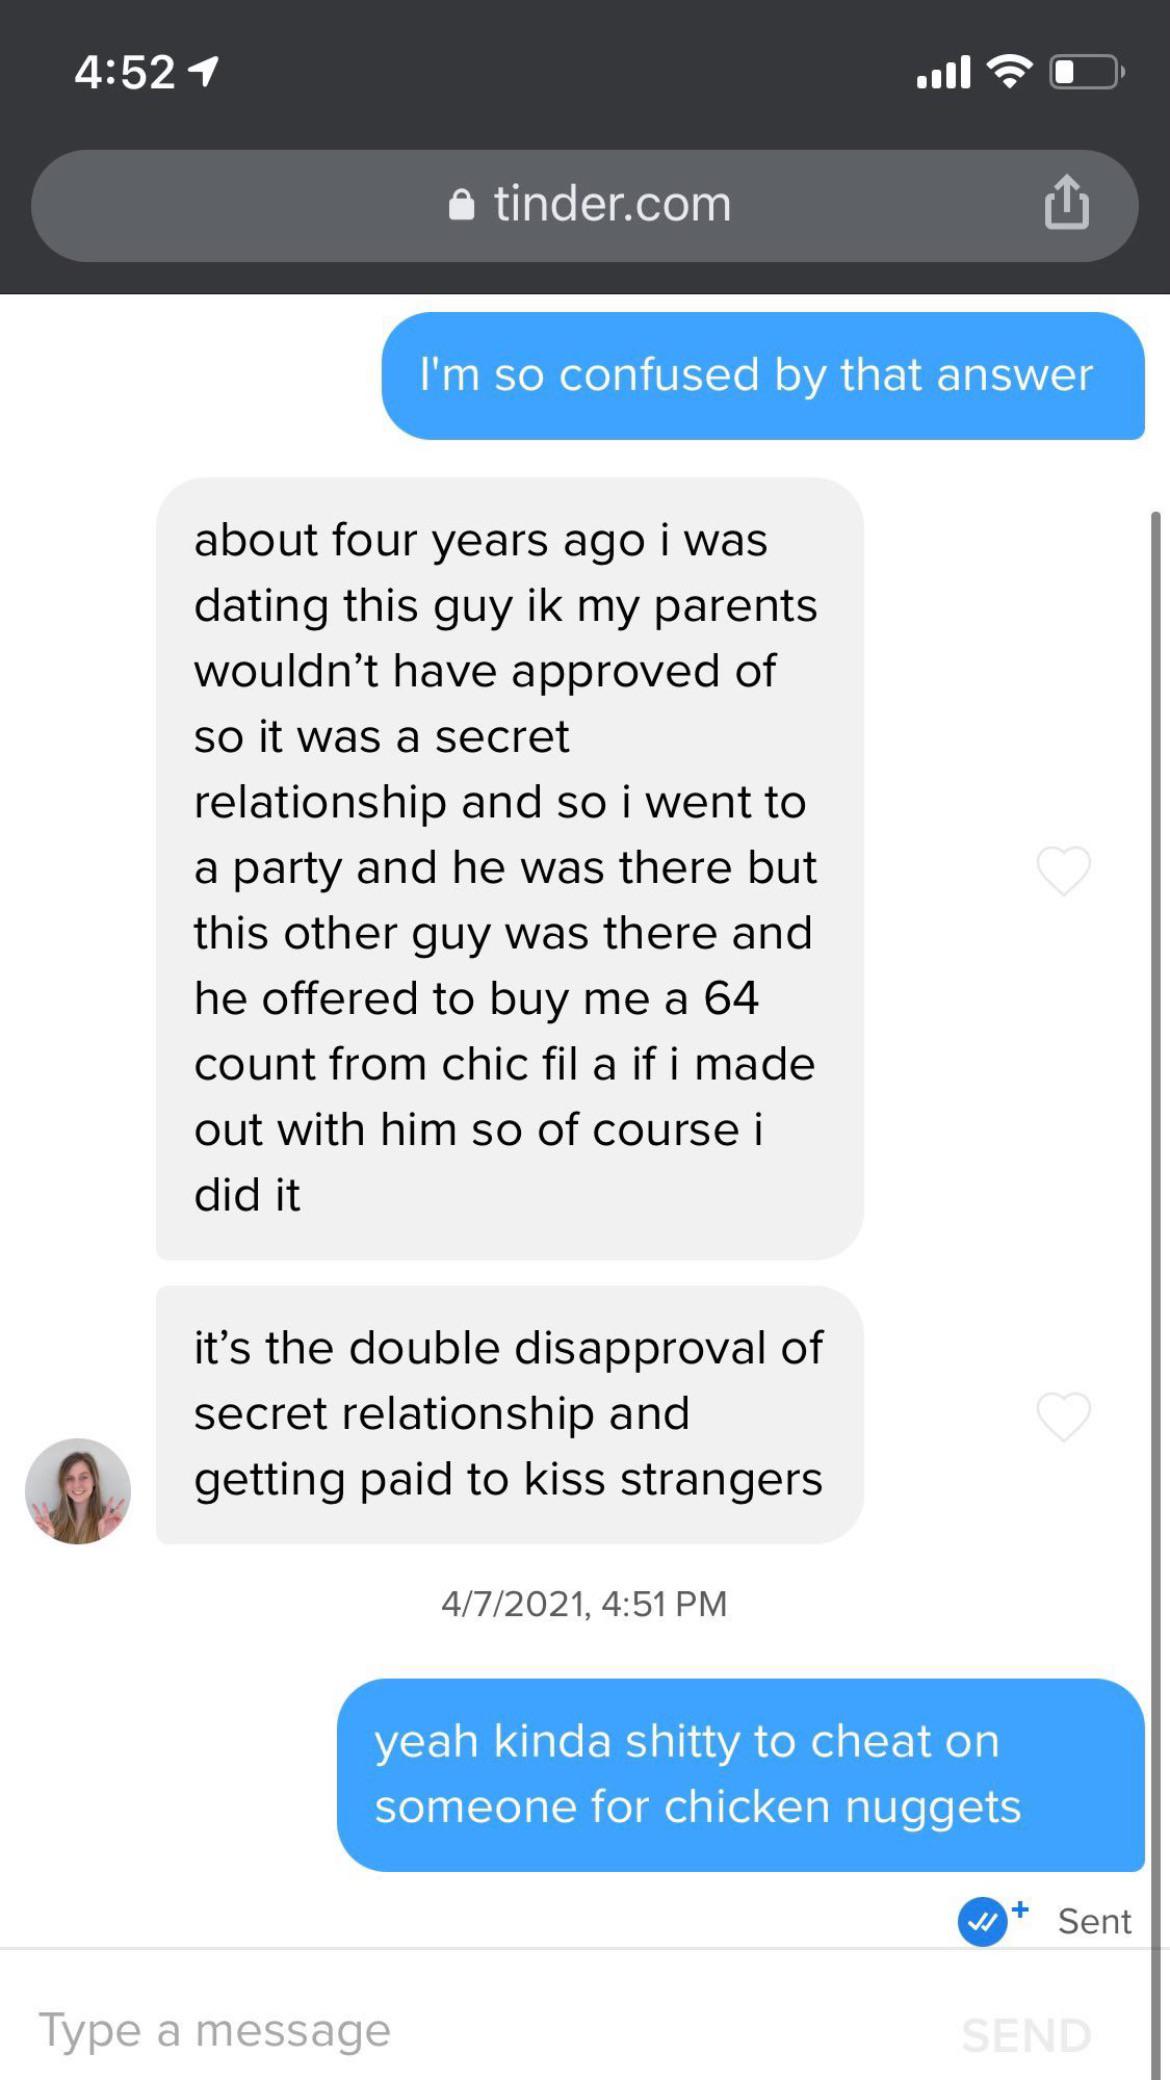 4:52
tinder.com
I'm so confused by that answer
about four years ago i was
dating this guy ik my parents
wouldn’t have approved of
so it was a secret
relationship and so i went to
a party and he was there but
this other guy was there and
he offered to buy me a 64
count from chic fil a if i made
out with him so of course i
did it
it’s the double disapproval of
secret relationship and
getting paid to kiss strangers
4/7/2021, 4:51 PM
yeah kinda shitty to cheat on
someone for chicken nuggets
Sent
Type a message
SEND